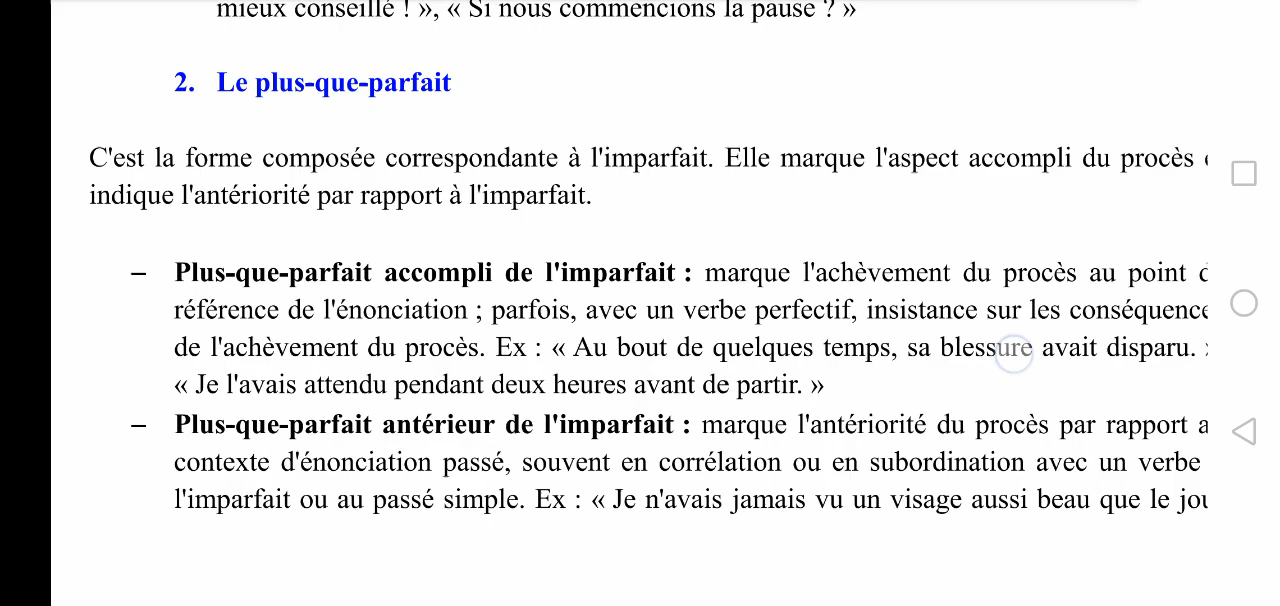 mieux conseillé ! », « Si nous commencions la pause ? »
2. Le plus-que-parfait
C'est la forme composée correspondante à l'imparfait. Elle marque l'aspect accompli du procès
indique l'antériorité par rapport à l'imparfait.
– Plus-que-parfait accompli de l'imparfait : marque l'achèvement du procès au point
référence de l'énonciation ; parfois, avec un verbe perfectif, insistance sur les conséquence
de l'achèvement du procès. Ex : « Au bout de quelques temps, sa blessure avait disparu.
« Je l'avais attendu pendant deux heures avant de partir. »
– Plus-que-parfait antérieur de l'imparfait : marque l'antériorité du procès par rapport a
contexte d'énonciation passé, souvent en corrélation ou en subordination avec un verbe
l'imparfait ou au passé simple. Ex : « Je n'avais jamais vu un visage aussi beau que le jou